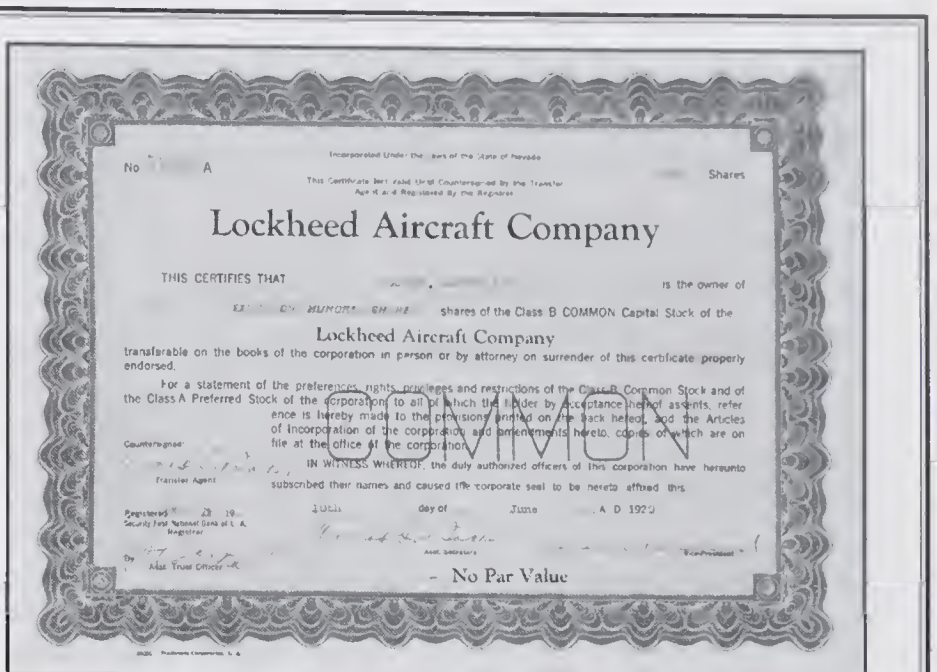 Incorporated Under the Laws of the State of Nevada
No A Shares
This Certificate Not Valid Until Countersigned by the Transfer
Agent and Registered By the Registrar
Lockheed Aircraft Company
THIS CERTIFIES THAT is the owner of
shares of the Class B COMMON Capital Stock of the
Lockheed Aircraft Company
transferable on the books of the corporation in person or by attorney on surrender of this certificate properly
endorsed.
For a statement of the preferences, rights, privileges and restrictions of the Class B Common Stock and of
the Class A Preferred Stock of the corporation, to all of which the holder by acceptance hereof assents, refer
ence is hereby made to the provisions printed on the back hereof, and the Articles
of Incorporation of the corporation and amendments hereto, copies of which are on
file at the office of the corporation
COMMON
Countersigned
IN WITNESS WHEREOF, the duly authorized officers of this corporation have hereunto
Transfer Agent
subscribed their names and caused the corporate seal to be hereto affixed this
Registered
10th day of June A D 1929
Security First National Bank of L. A.
Registrar
Asst. Secretary
Vice-President
By
Asst. Trust Officer
- No Par Value